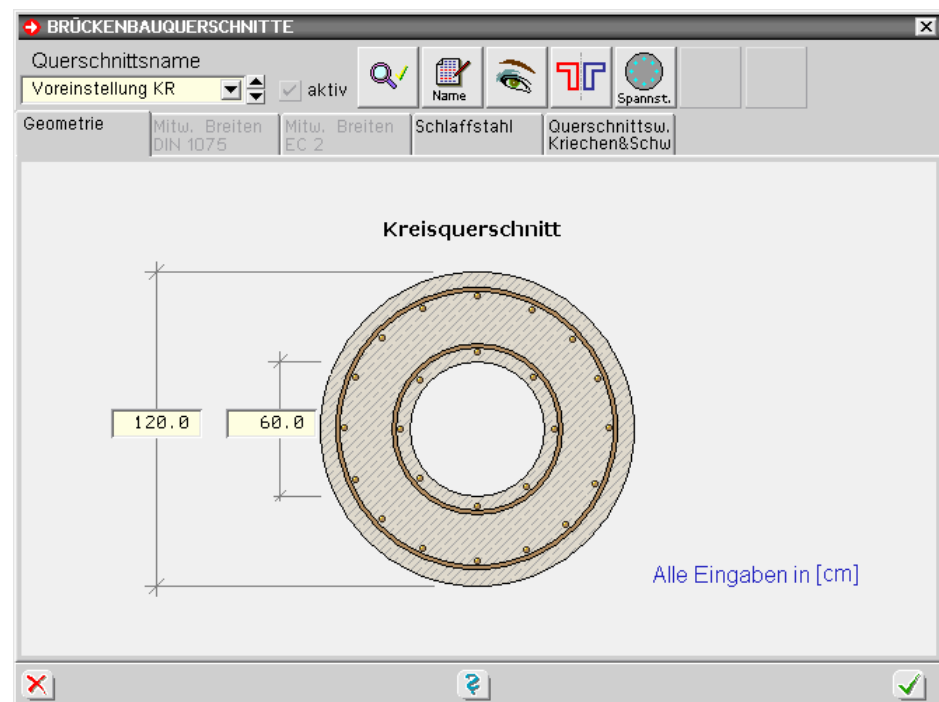 BRÜCKENBAUQUERSCHNITTE
Querschnittsname
Voreinstellung KR
aktiv
Name
Spannst.
Geometrie
Mitw. Breiten
DIN 1075
Mitw. Breiten
EC 2
Schlaffstahl
Querschnittsw.
Kriechen&Schw
Kreisquerschnitt
120.0
60.0
Alle Eingaben in [cm]